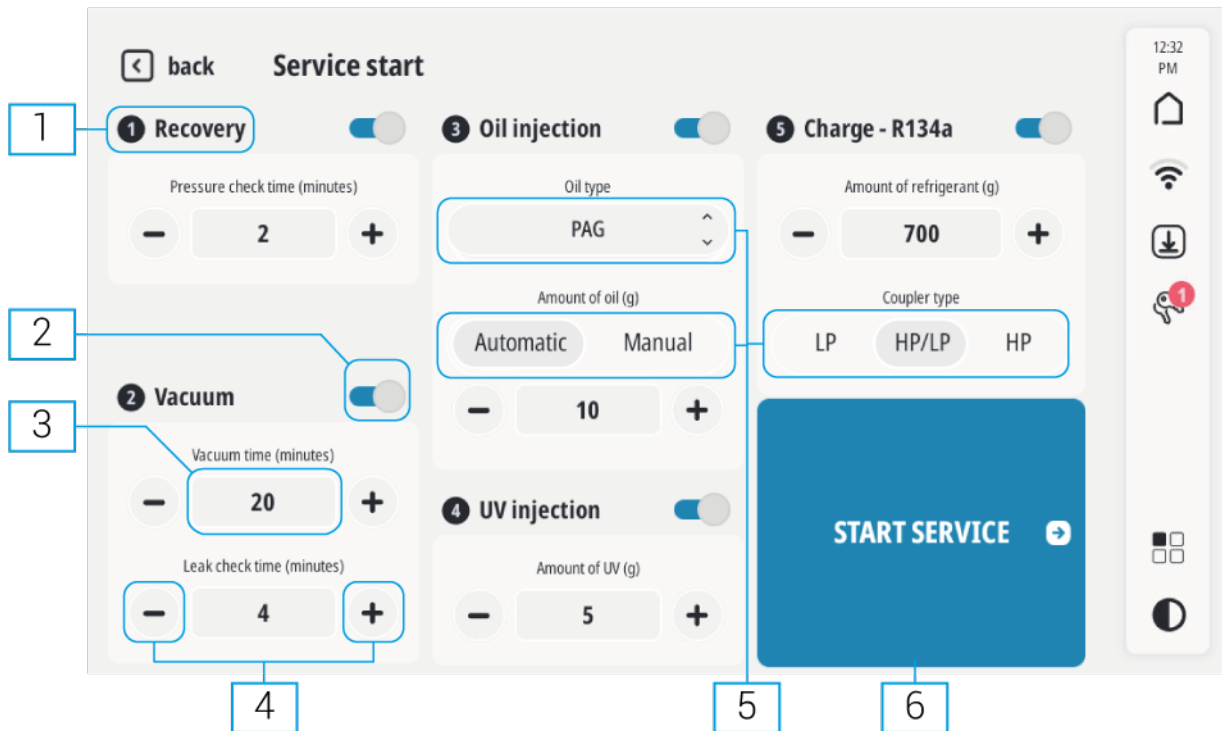 back Service start
1 Recovery
Pressure check time (minutes)
2
2 Vacuum
Vacuum time (minutes)
20
Leak check time (minutes)
4
3 Oil injection
Oil type
PAG
Amount of oil (g)
Automatic Manual
10
4 UV injection
Amount of UV (g)
5
5 Charge - R134a
Amount of refrigerant (g)
700
Coupler type
LP HP/LP HP
START SERVICE
12:32
PM
1
1
2
3
4
5
6